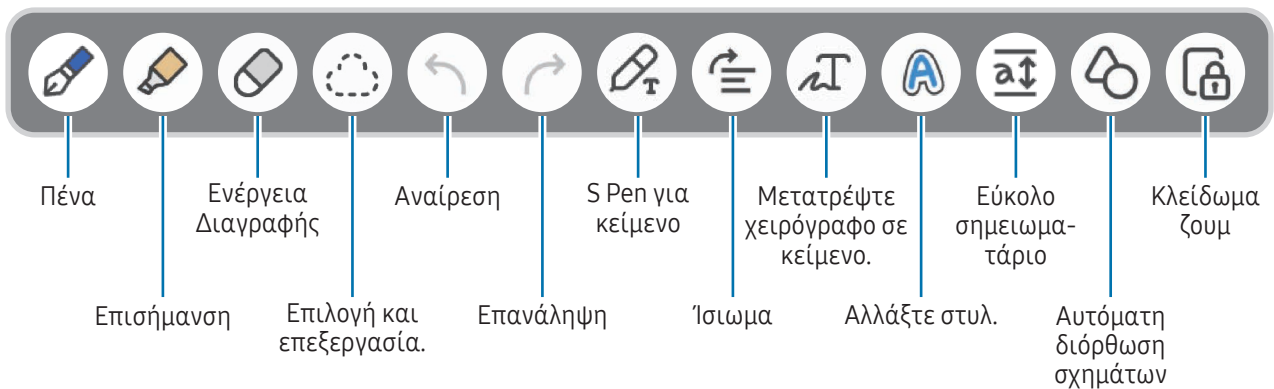 Πένα
Ενέργεια
Διαγραφής
Αναίρεση
S Pen για
κείμενο
Μετατρέψτε
χειρόγραφο σε
κείμενο.
Εύκολο
σημειωμα-
τάριο
Κλείδωμα
ζουμ
Επισήμανση
Επιλογή και
επεξεργασία.
Επανάληψη
Ίσιωμα
Αλλάξτε στυλ.
Αυτόματη
διόρθωση
σχημάτων